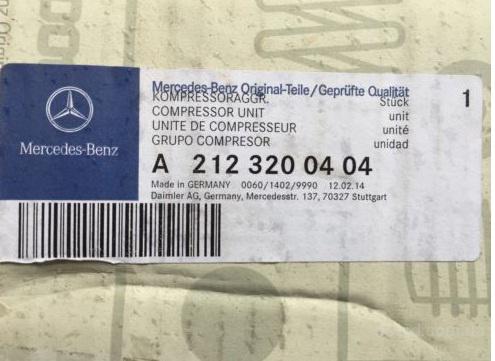 Mercedes-Benz
Mercedes-Benz Original-Teile/Geprüfte Qualität
KOMPRESSORAGGR. Stück 1
COMPRESSOR UNIT unit
UNITE DE COMPRESSEUR unité
GRUPO COMPRESOR unidad
A 212 320 04 04
Made in GERMANY 0060/1402/9990 12.02.14
Daimler AG, Germany, Mercedesstr. 137, 70327 Stuttgart